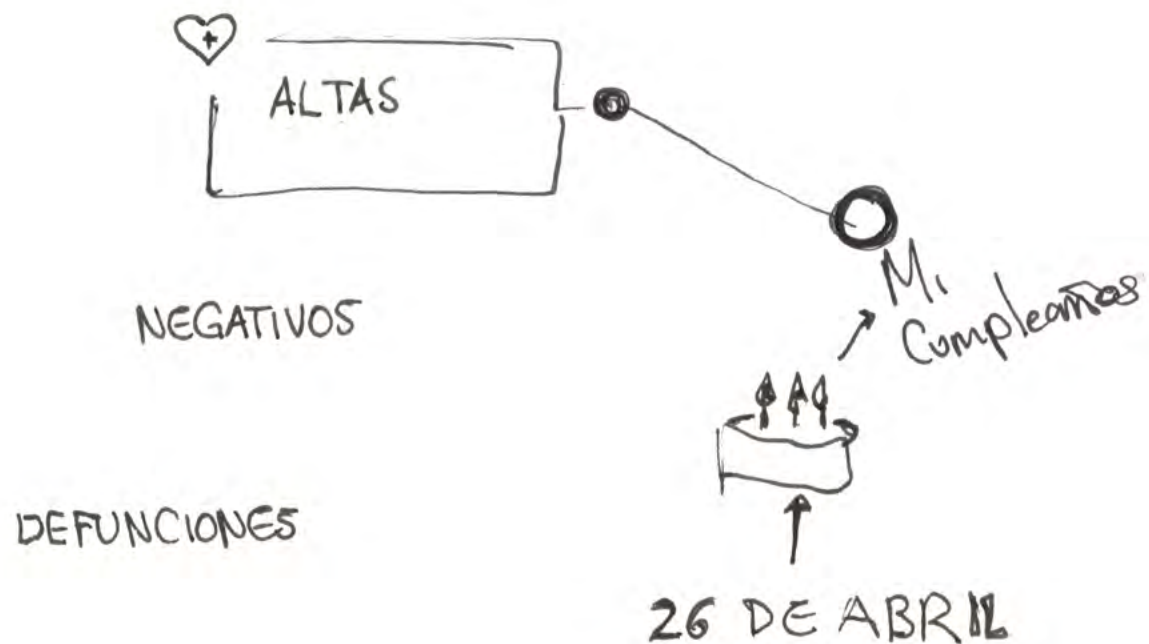 ALTAS
Mi
Cumpleaños
NEGATIVOS
DEFUNCIONES
26 DE ABRIL